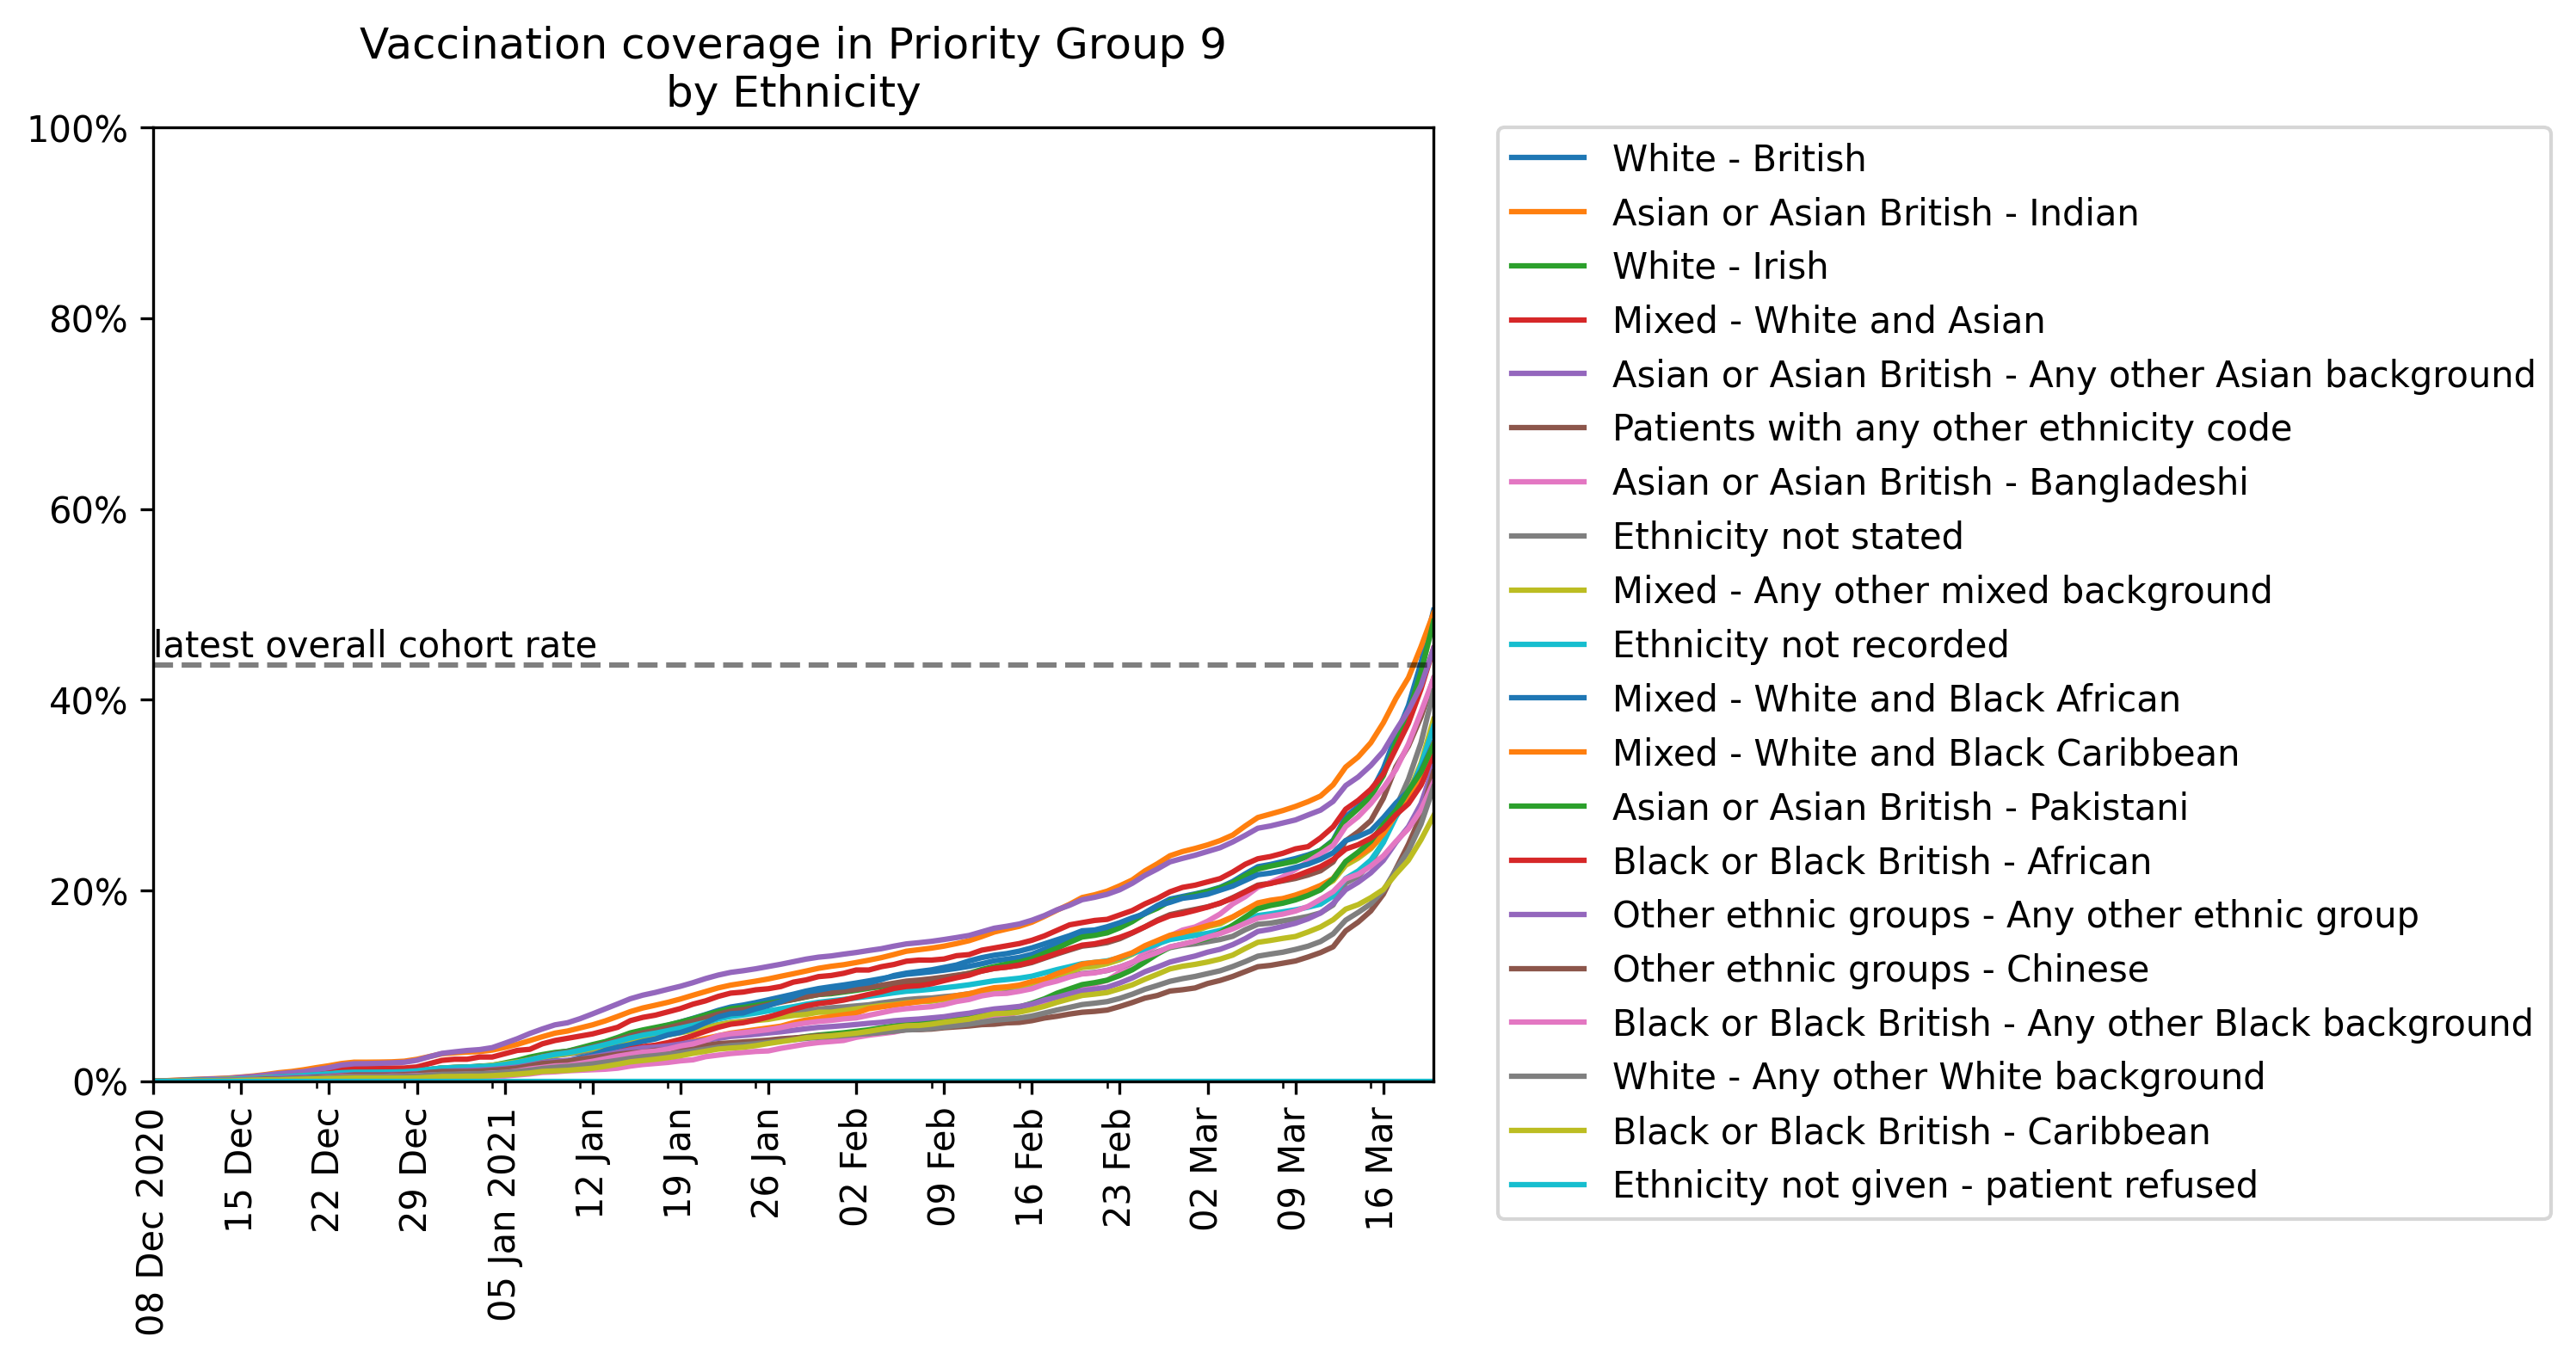 Vaccination coverage in Priority Group 9
by Ethnicity
100%
80%
60%
40%
20%
0%
latest overall cohort rate
08 Dec 2020
15 Dec
22 Dec
29 Dec
05 Jan 2021
12 Jan
19 Jan
26 Jan
02 Feb
09 Feb
16 Feb
23 Feb
02 Mar
09 Mar
16 Mar
White - British
Asian or Asian British - Indian
White - Irish
Mixed - White and Asian
Asian or Asian British - Any other Asian background
Patients with any other ethnicity code
Asian or Asian British - Bangladeshi
Ethnicity not stated
Mixed - Any other mixed background
Ethnicity not recorded
Mixed - White and Black African
Mixed - White and Black Caribbean
Asian or Asian British - Pakistani
Black or Black British - African
Other ethnic groups - Any other ethnic group
Other ethnic groups - Chinese
Black or Black British - Any other Black background
White - Any other White background
Black or Black British - Caribbean
Ethnicity not given - patient refused